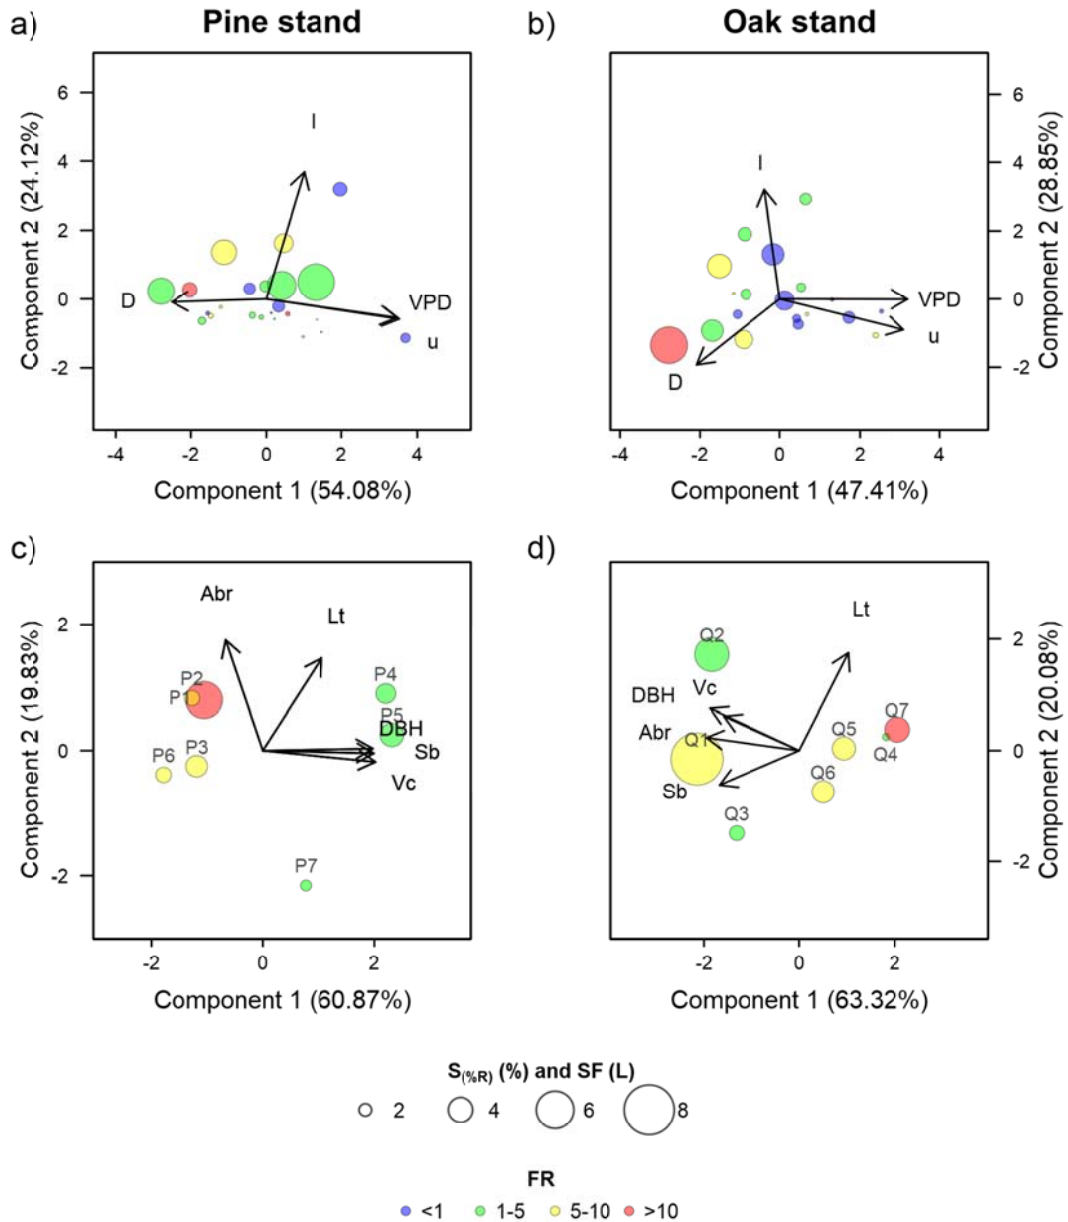 a) Pine stand
b) Oak stand
Component 2 (24.12%)
6
4
2
0
-2
I
D
VPD
u
-4 -2 0 2 4
Component 1 (54.08%)
I
VPD
u
D
6
4
2
0
-2
Component 2 (28.85%)
-4 -2 0 2 4
Component 1 (47.41%)
c)
Component 2 (19.83%)
2
0
-2
Abr
Lt
P2
P1
P4
P5
DBH
Sb
Vc
P6 P3
P7
-2 0 2
Component 1 (60.87%)
d)
Lt
Q2
Vc
DBH
Abr
Q1
Q7
Q5
Q4
Q6
Sb
Q3
2
0
-2
Component 2 (20.08%)
-2 0 2
Component 1 (63.32%)
S(%R) (%) and SF (L)
2 4 6 8
FR
<1 1-5 5-10 >10